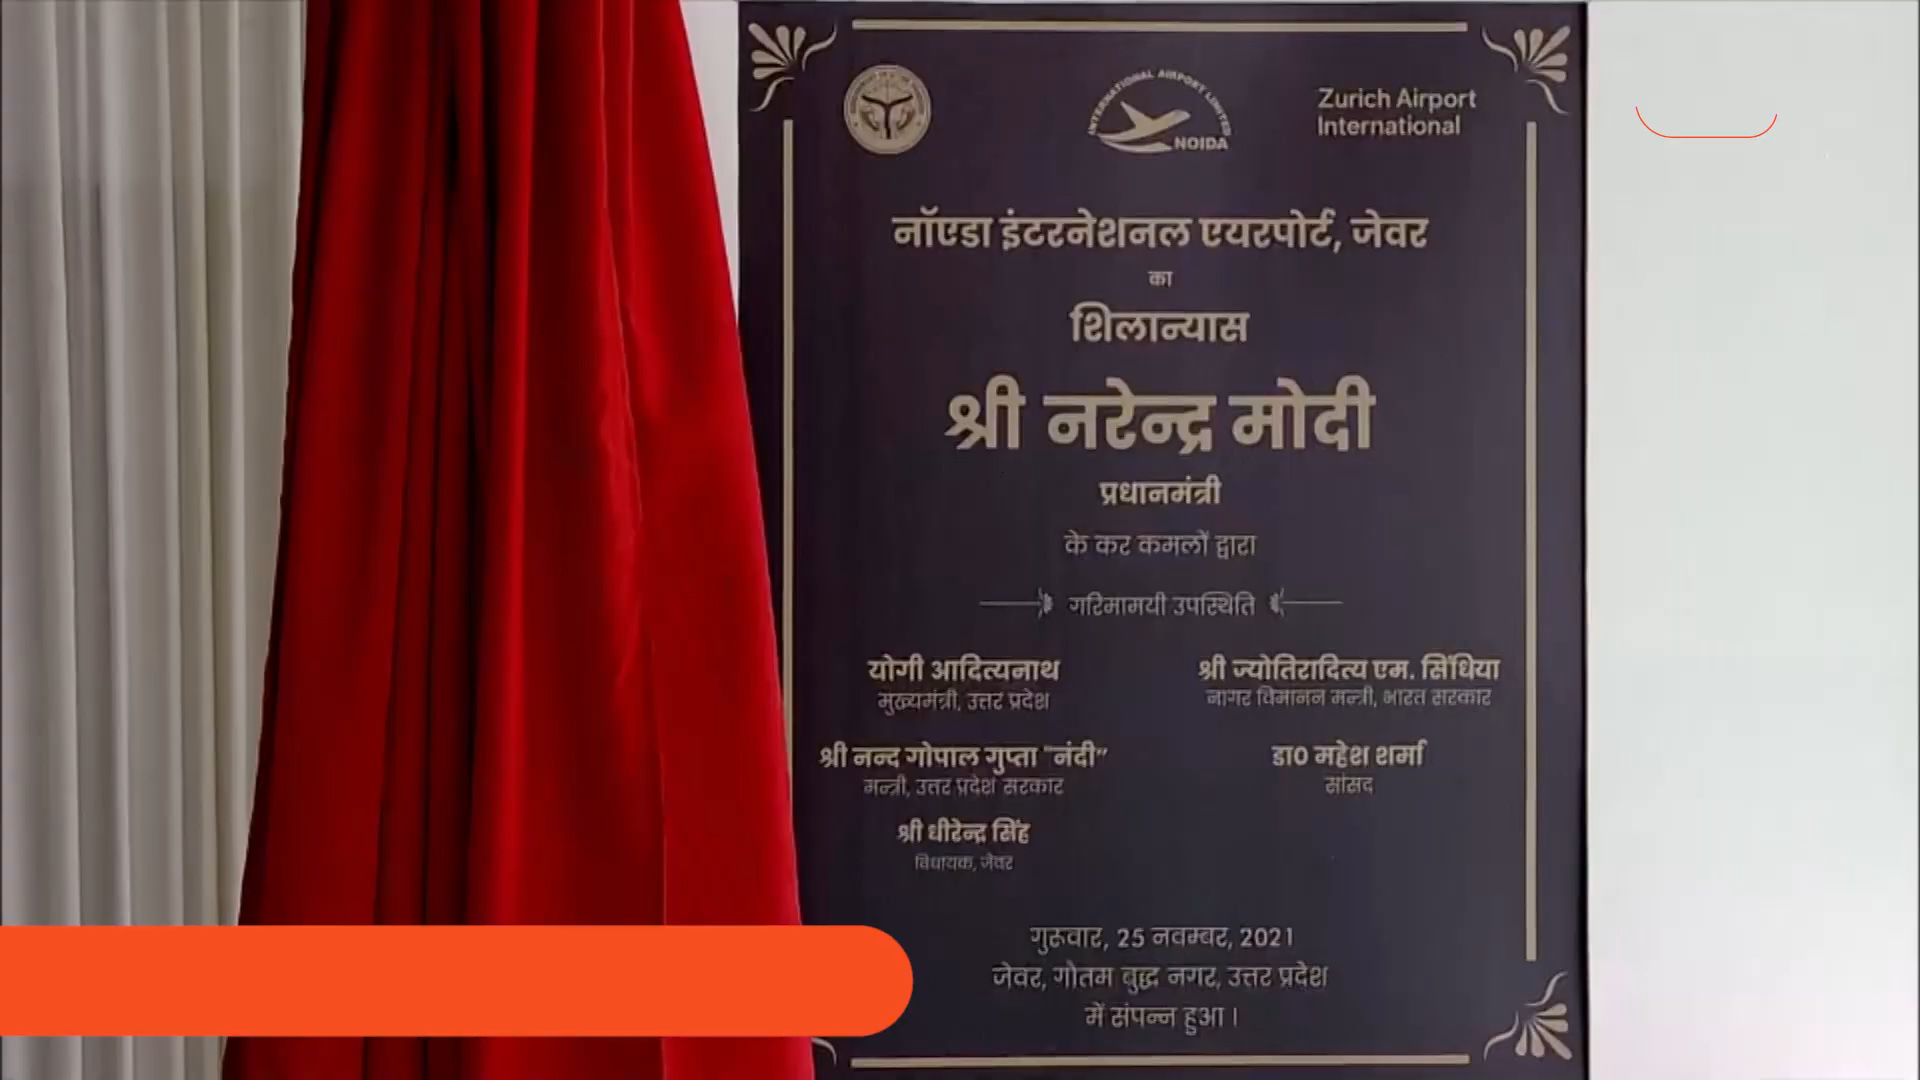 INTERNATIONAL AIRPORT LIMITED
NOIDA
Zurich Airport
International
नॉएडा इंटरनेशनल एयरपोर्ट, जेवर
का
शिलान्यास
श्री नरेन्द्र मोदी
प्रधानमंत्री
के कर कमलों द्वारा
गरिमामयी उपस्थिति
योगी आदित्यनाथ
मुख्यमंत्री, उत्तर प्रदेश
श्री ज्योतिरादित्य एम. सिंधिया
नागर विमानन मन्त्री, भारत सरकार
श्री नन्द गोपाल गुप्ता "नंदी"
मन्त्री, उत्तर प्रदेश सरकार
डा0 महेश शर्मा
सांसद
श्री धीरेन्द्र सिंह
विधायक, जेवर
गुरूवार, 25 नवम्बर, 2021
जेवर, गौतम बुद्ध नगर, उत्तर प्रदेश
में संपन्न हुआ।